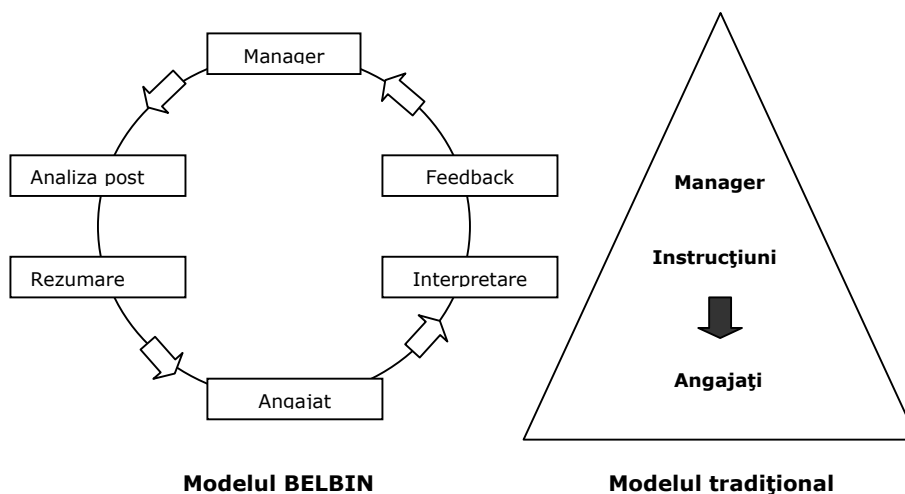 Manager
Analiza post
Feedback
Rezumare
Interpretare
Angajat
Modelul BELBIN
Manager
Instrucţiuni
Angajaţi
Modelul tradiţional